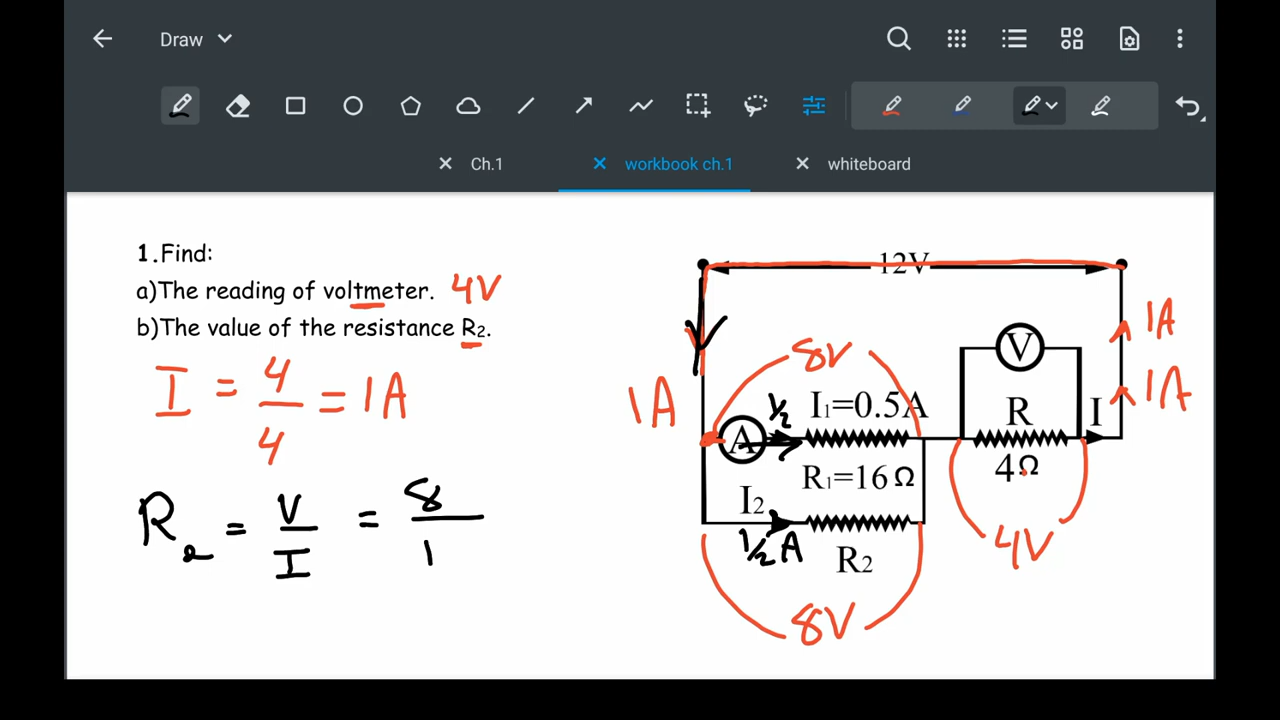 Draw
Ch.1
workbook ch.1
whiteboard
1.Find:
a)The reading of voltmeter. 4V
b)The value of the resistance R₂.
I = 4/4 = 1A
R₂ = V/I = 8/1
12V
1A
1A
1A
8V
V
A
½
I₁=0.5A
R
I
R₁=16 Ω
4Ω
I₂
½ A
R₂
4V
8V